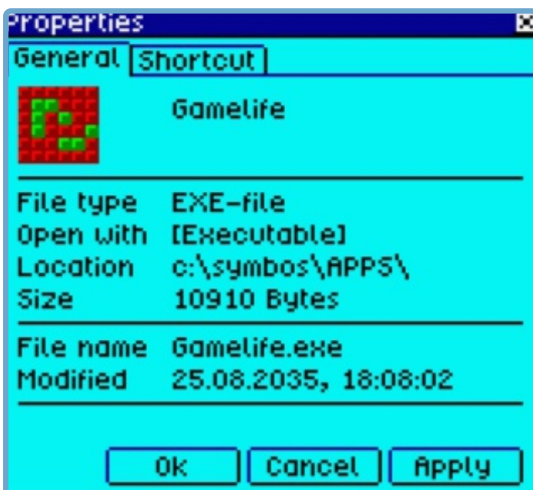 Properties
General Shortcut
Gamelife
File type EXE-file
Open with [Executable]
Location c:\symbos\APPS\
Size 10910 Bytes
File name Gamelife.exe
Modified 25.08.2035, 18:08:02
Ok Cancel Apply